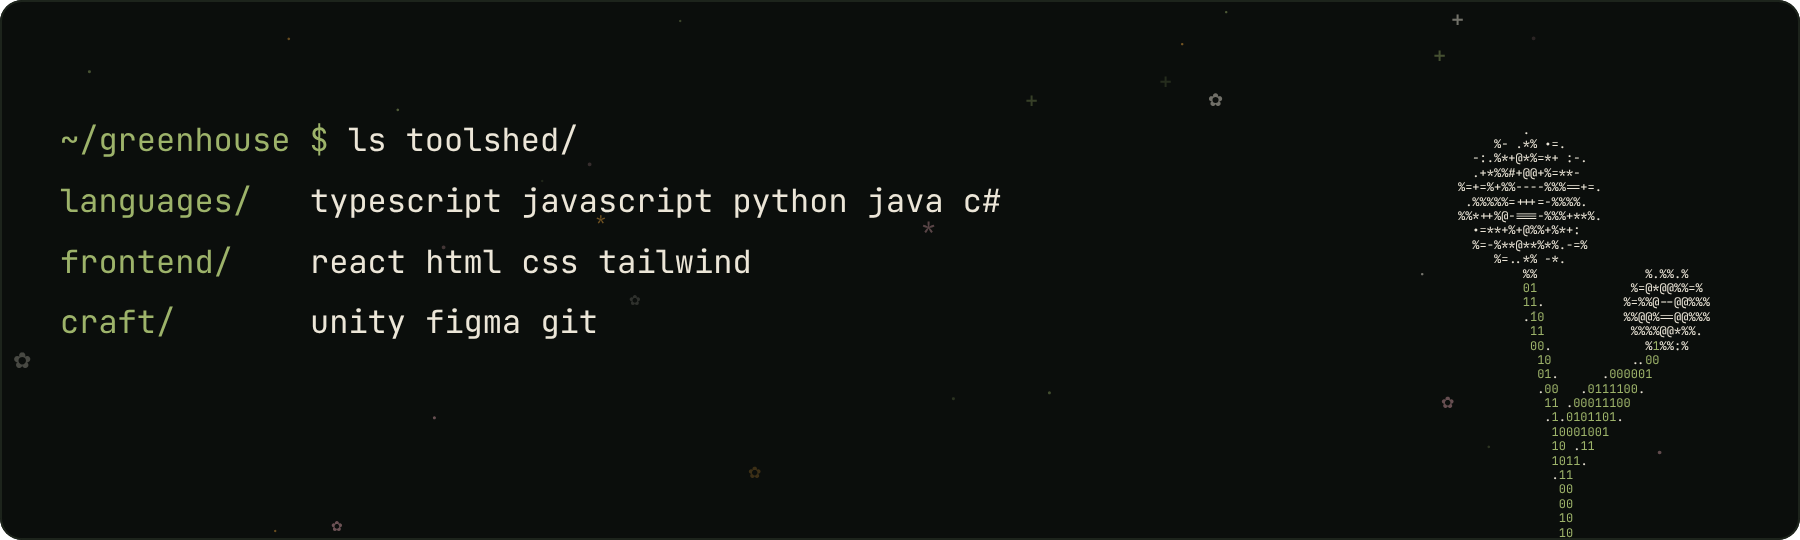 ~/greenhouse $ ls toolshed/
languages/ typescript javascript python java c#
frontend/ react html css tailwind
craft/ unity figma git